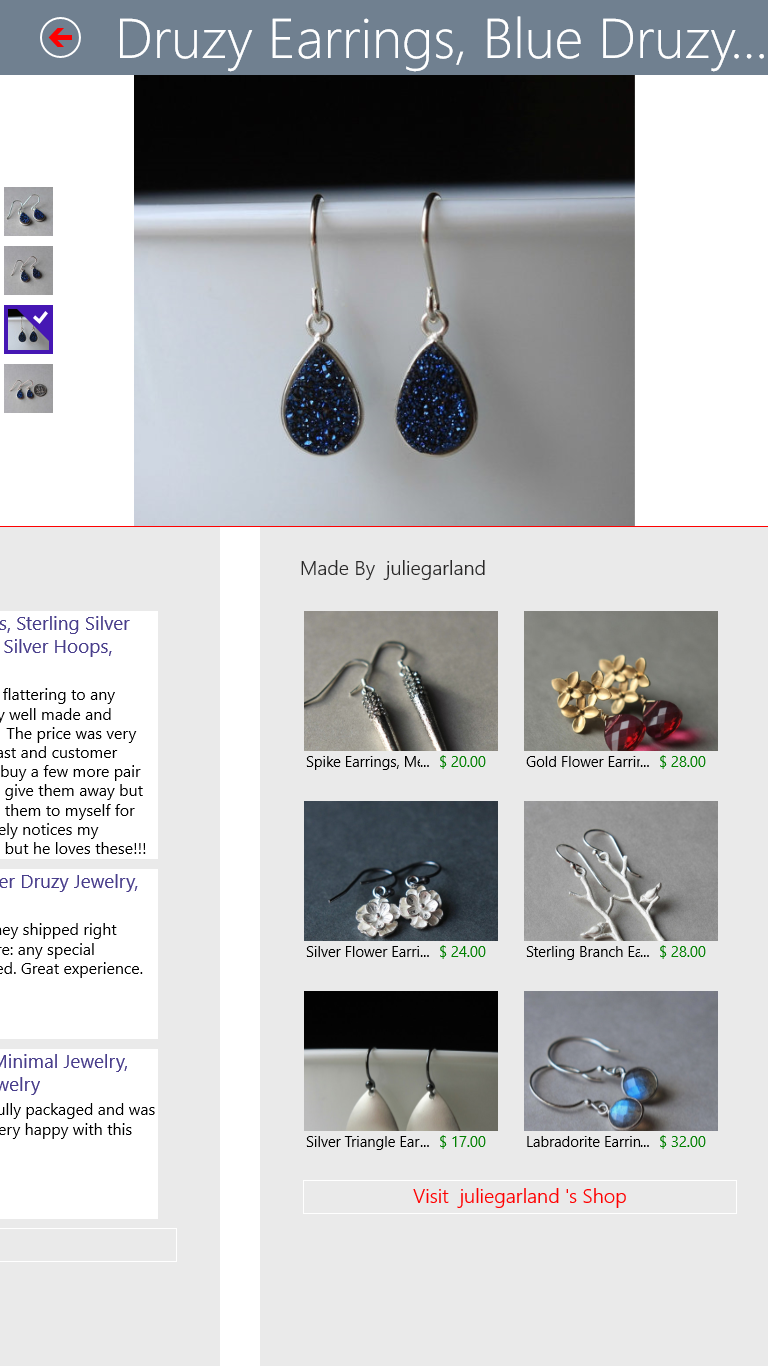 Druzy Earrings, Blue Druzy...
s, Sterling Silver
Silver Hoops,
flattering to any
y well made and
The price was very
ast and customer
buy a few more pair
give them away but
them to myself for
ely notices my
but he loves these!!!
er Druzy Jewelry,
ney shipped right
re: any special
ed. Great experience.
Minimal Jewelry,
welry
ully packaged and was
ery happy with this
Made By juliegarland
Spike Earrings, Me... $ 20.00
Gold Flower Earrin... $ 28.00
Silver Flower Earri... $ 24.00
Sterling Branch Ea... $ 28.00
Silver Triangle Ear... $ 17.00
Labradorite Earrin... $ 32.00
Visit juliegarland 's Shop